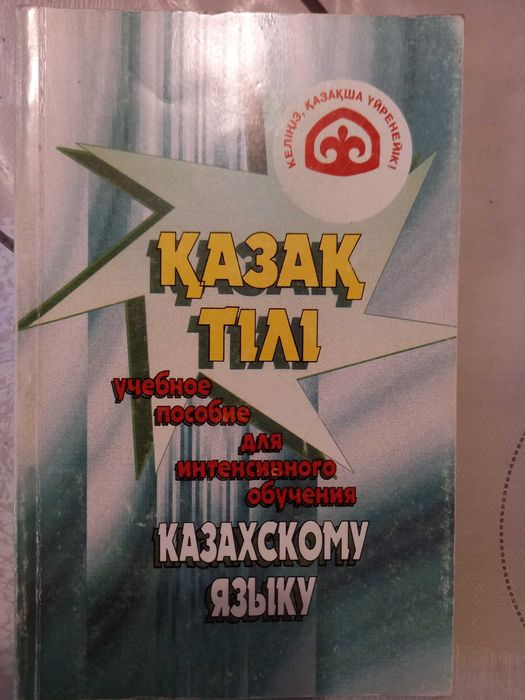 КЕЛІҢІЗ, ҚАЗАҚША ҮЙРЕНЕЙІК!
ҚАЗАҚ
ТІЛІ
учебное
пособие
для
интенсивного
обучения
КАЗАХСКОМУ
ЯЗЫКУ